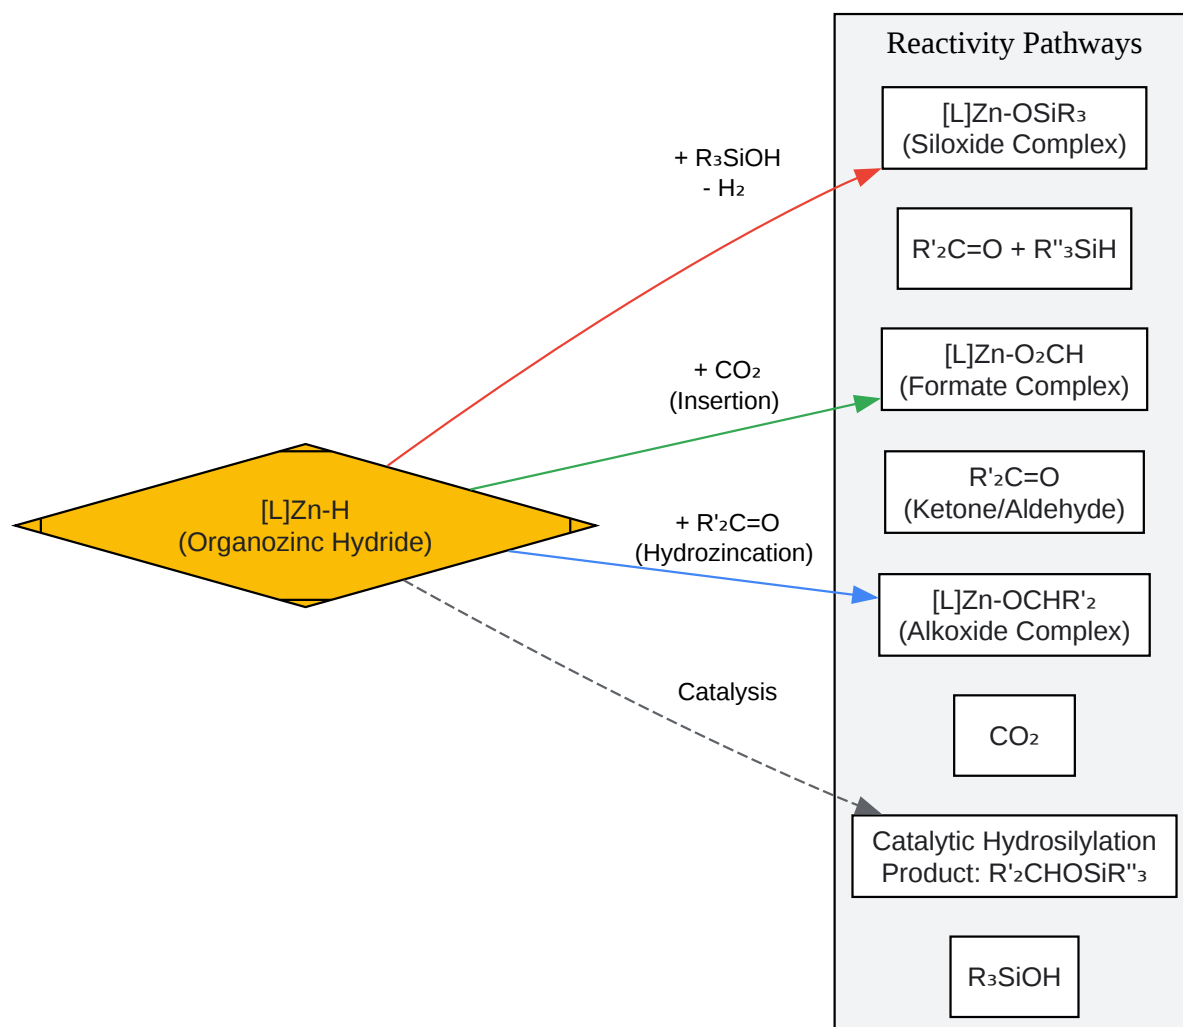 Reactivity Pathways
[L]Zn-OSiR₃
(Siloxide Complex)
+ R₃SiOH
- H₂
R'₂C=O + R''₃SiH
[L]Zn-O₂CH
(Formate Complex)
+ CO₂
(Insertion)
R'₂C=O
(Ketone/Aldehyde)
[L]Zn-H
(Organozinc Hydride)
+ R'₂C=O
(Hydrozincation)
[L]Zn-OCHR'₂
(Alkoxide Complex)
Catalysis
CO₂
Catalytic Hydrosilylation
Product: R'₂CHOSiR''₃
R₃SiOH